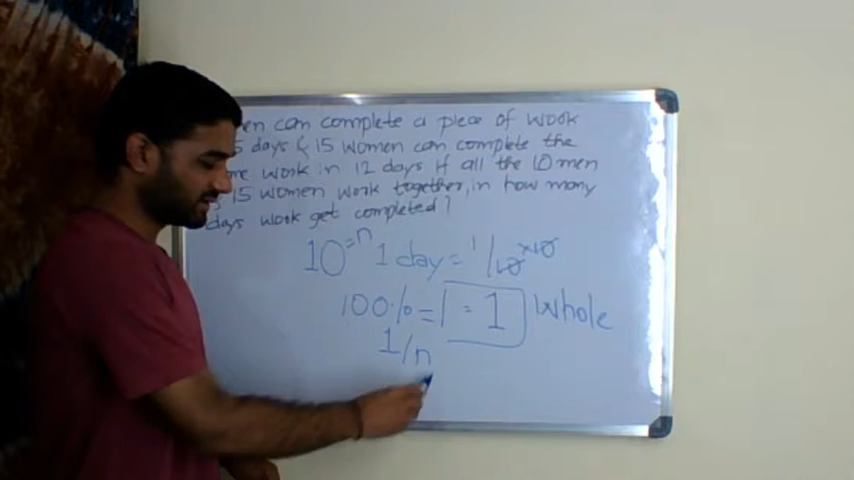 en can complete a piece of work
5 days & 15 women can complete the
me work in 12 days if all the 10 men
15 women work together, in how many
days work get completed?
10 = n 1 day = 1/10 × 10
100% = 1 = 1 Whole
1/n